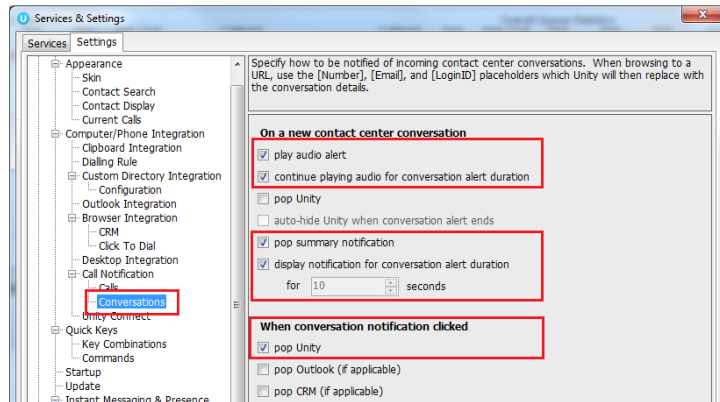 Services & Settings
Services Settings
Appearance
Skin
Contact Search
Contact Display
Current Calls
Computer/Phone Integration
Clipboard Integration
Dialling Rule
Custom Directory Integration
Configuration
Outlook Integration
Browser Integration
CRM
Click To Dial
Desktop Integration
Call Notification
Calls
Conversations
Unity Connect
Quick Keys
Key Combinations
Commands
Startup
Update
Instant Messaging & Presence
Specify how to be notified of incoming contact center conversations. When browsing to a
URL, use the [Number], [Email], and [LoginID] placeholders which Unity will then replace with
the conversation details.
On a new contact center conversation
play audio alert
continue playing audio for conversation alert duration
pop Unity
auto-hide Unity when conversation alert ends
pop summary notification
display notification for conversation alert duration
for 10 seconds
When conversation notification clicked
pop Unity
pop Outlook (if applicable)
pop CRM (if applicable)